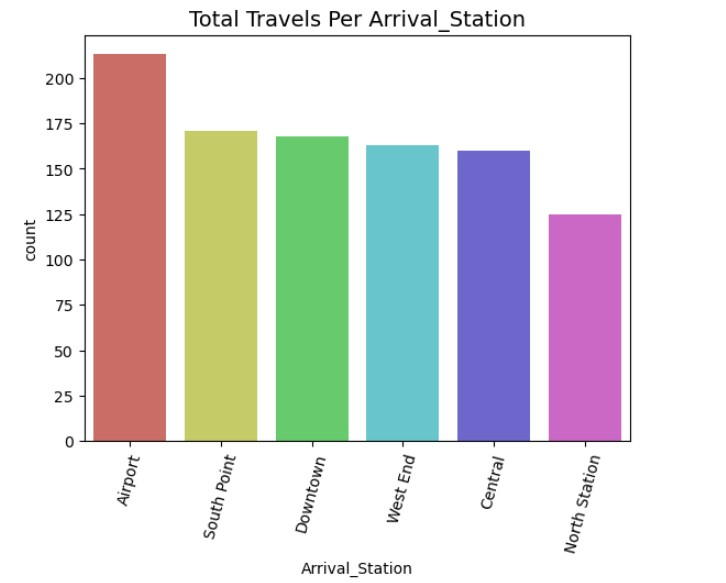 Total Travels Per Arrival_Station
count
200
175
150
125
100
75
50
25
0
Airport
South Point
Downtown
West End
Central
North Station
Arrival_Station